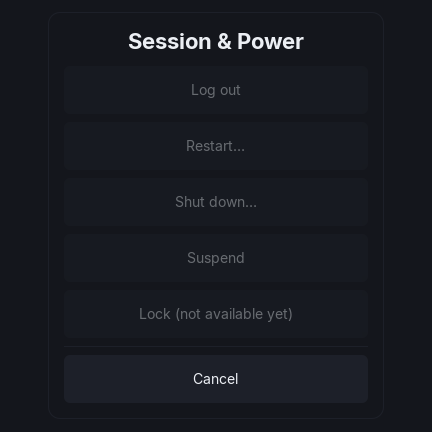 Session & Power
Log out
Restart...
Shut down...
Suspend
Lock (not available yet)
Cancel